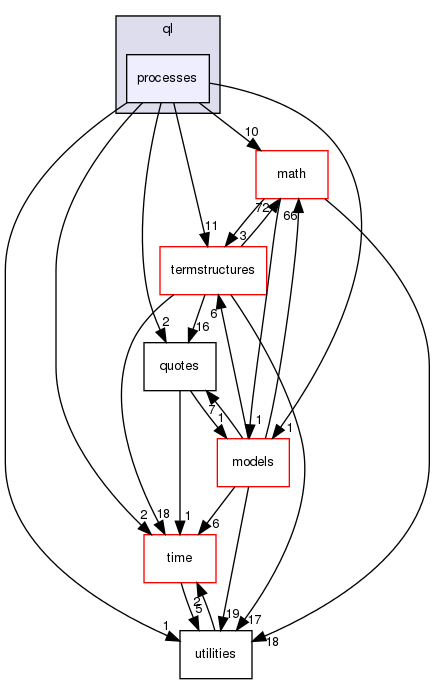 ql
processes
10
math
72
66
11
3
termstructures
6
2
16
quotes
7
1
1
1
models
2
18
1
6
time
2
5
19
17
1
18
utilities